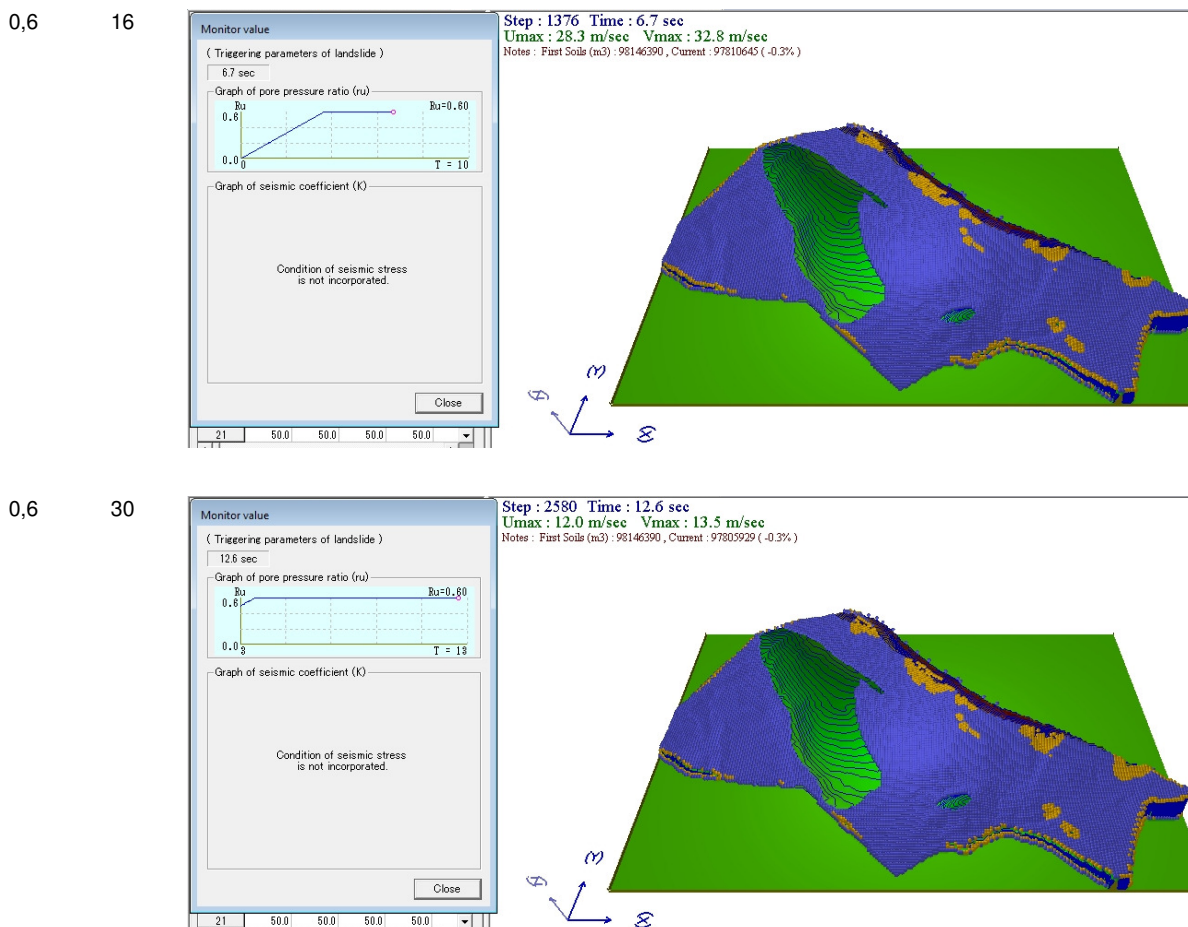 0,6 16
Monitor value
( Triggering parameters of landslide )
6.7 sec
Graph of pore pressure ratio (ru)
Ru Ru=0.60
0.6
0.0
0 T = 10
Graph of seismic coefficient (K)
Condition of seismic stress
is not incorporated.
Close
21 50.0 50.0 50.0 50.0
Step : 1376 Time : 6.7 sec
Umax : 28.3 m/sec Vmax : 32.8 m/sec
Notes : First Soils (m3) : 98146390 , Current : 97810645 ( -0.3% )
(Y)
(X)
0,6 30
Monitor value
( Triggering parameters of landslide )
12.6 sec
Graph of pore pressure ratio (ru)
Ru Ru=0.60
0.6
0.0
3 T = 13
Graph of seismic coefficient (K)
Condition of seismic stress
is not incorporated.
Close
21 50.0 50.0 50.0 50.0
Step : 2580 Time : 12.6 sec
Umax : 12.0 m/sec Vmax : 13.5 m/sec
Notes : First Soils (m3) : 98146390 , Current : 97805929 ( -0.3% )
(Y)
(X)